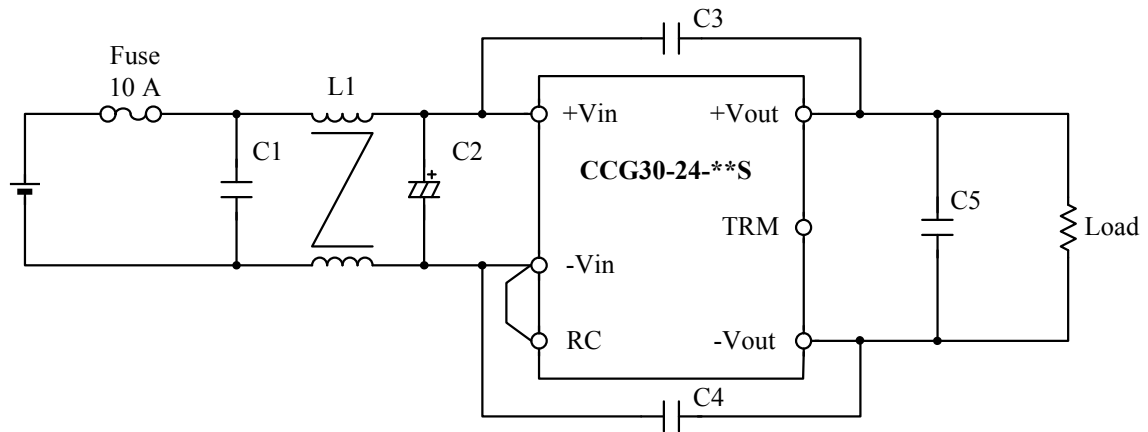 C3
Fuse
10 A
L1
+Vin
+Vout
C1
C2
+
CCG30-24-**S
C5
TRM
Load
-Vin
RC
-Vout
C4